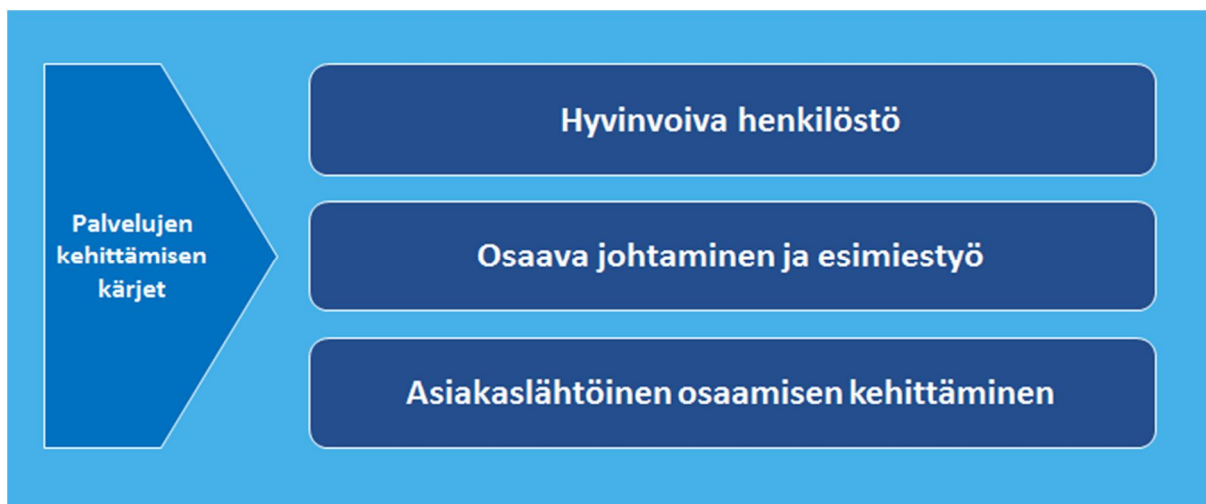 Palvelujen
kehittämisen
kärjet
Hyvinvoiva henkilöstö
Osaava johtaminen ja esimiestyö
Asiakaslähtöinen osaamisen kehittäminen